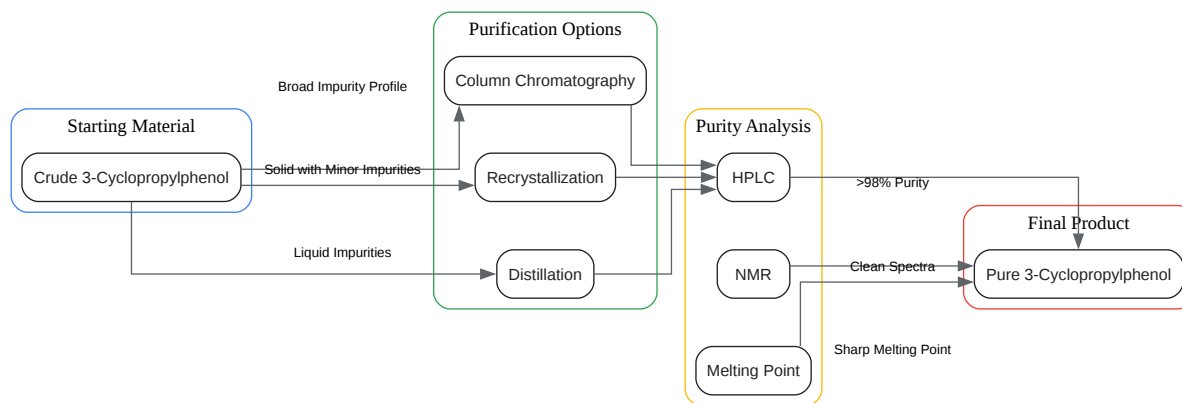 Starting Material
Crude 3-Cyclopropylphenol
Broad Impurity Profile
Solid with Minor Impurities
Liquid Impurities
Purification Options
Column Chromatography
Recrystallization
Distillation
Purity Analysis
HPLC
NMR
Melting Point
>98% Purity
Clean Spectra
Sharp Melting Point
Final Product
Pure 3-Cyclopropylphenol